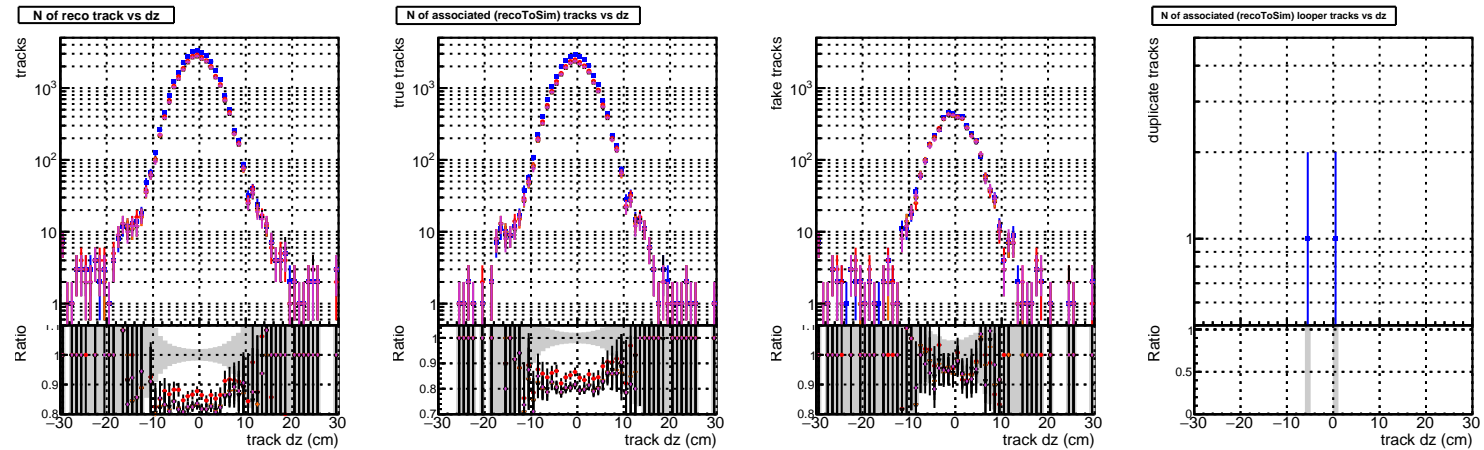 N of reco track vs dz
tracks
10³
10²
10
1
Ratio
1
0.9
0.8
−30 −20 −10 0 10 20 30
track dz (cm)
N of associated (recoToSim) tracks vs dz
true tracks
10³
10²
10
1
Ratio
1
0.9
0.8
0.7
−30 −20 −10 0 10 20 30
track dz (cm)
fake tracks
10³
10²
10
1
Ratio
1
0.9
0.8
−30 −20 −10 0 10 20 30
track dz (cm)
N of associated (recoToSim) looper tracks vs dz
duplicate tracks
1
Ratio
1
0.5
0
−30 −20 −10 0 10 20 30
track dz (cm)